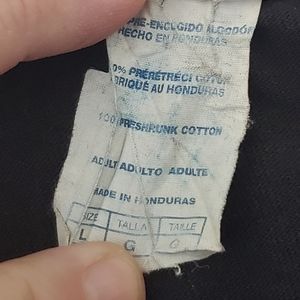 PRE-ENCOGIDO ALGODÓN
HECHO EN HONDURAS
0% PRÉRÉTRÉCI COTON
BRIQUÉ AU HONDURAS
100 PRESHRUNK COTTON
ADULT ADULTO ADULTE
MADE IN HONDURAS
SIZE TALLA TAILLE
L G G